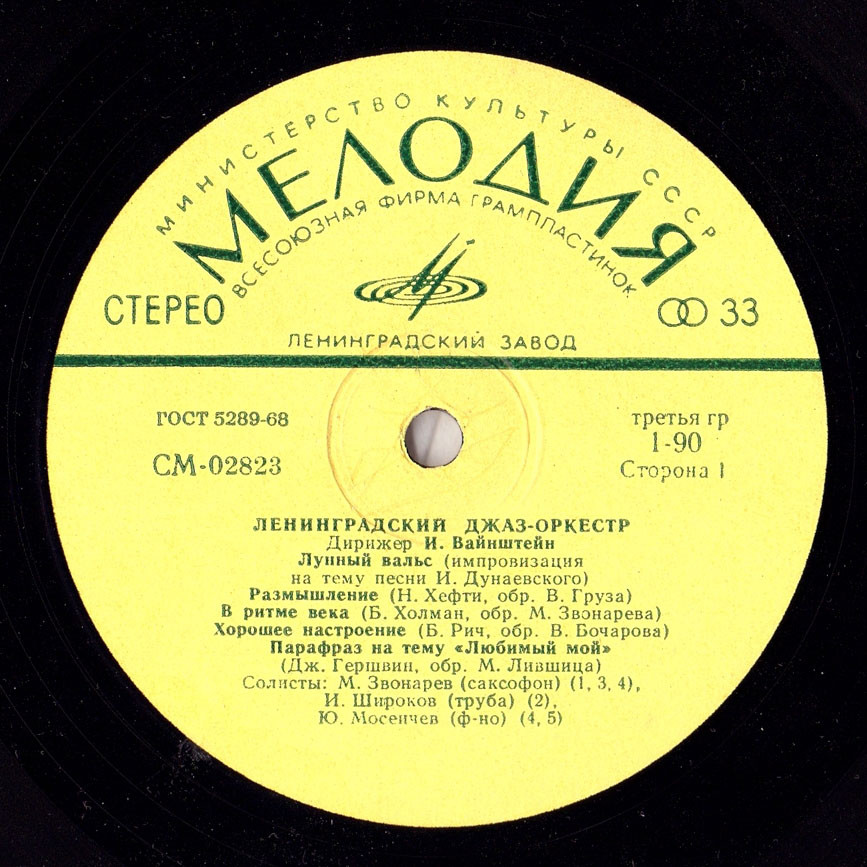 МИНИСТЕРСТВО КУЛЬТУРЫ СССР
МЕЛОДИЯ
ВСЕСОЮЗНАЯ ФИРМА ГРАМПЛАСТИНОК
СТЕРЕО
33
ЛЕНИНГРАДСКИЙ ЗАВОД
ГОСТ 5289-68
СМ-02823
третья гр
1-90
Сторона 1
ЛЕНИНГРАДСКИЙ ДЖАЗ-ОРКЕСТР
Дирижер И. Вайнштейн
Лунный вальс (импровизация
на тему песни И. Дунаевского)
Размышление (Н. Хефти, обр. В. Груза)
В ритме века (Б. Холман, обр. М. Звонарева)
Хорошее настроение (Б. Рич, обр. В. Бочарова)
Парафраз на тему «Любимый мой»
(Дж. Гершвин, обр. М. Лившица)
Солисты: М. Звонарев (саксофон) (1, 3, 4),
И. Широков (труба) (2),
Ю. Мосеичев (ф-но) (4, 5)